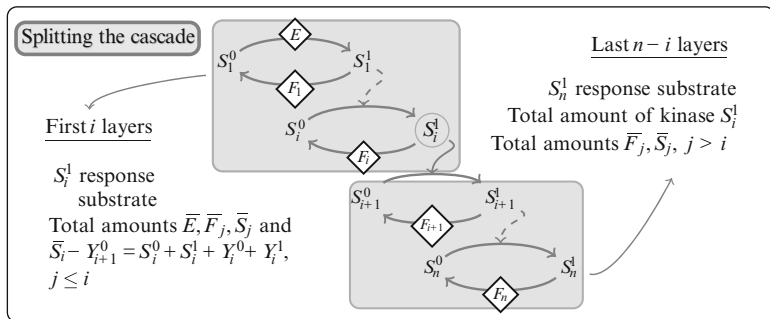 Splitting the cascade
E
S_1^0
S_1^1
F_1
S_i^0
S_i^1
F_i
First i layers
S_i^1 response
substrate
Total amounts E̅, F̅_j, S̅_j and
S̅_i − Y_{i+1}^0 = S_i^0 + S_i^1 + Y_i^0 + Y_i^1,
j ≤ i
Last n − i layers
S_n^1 response substrate
Total amount of kinase S_i^1
Total amounts F̅_j, S̅_j, j > i
S_{i+1}^0
S_{i+1}^1
F_{i+1}
S_n^0
S_n^1
F_n